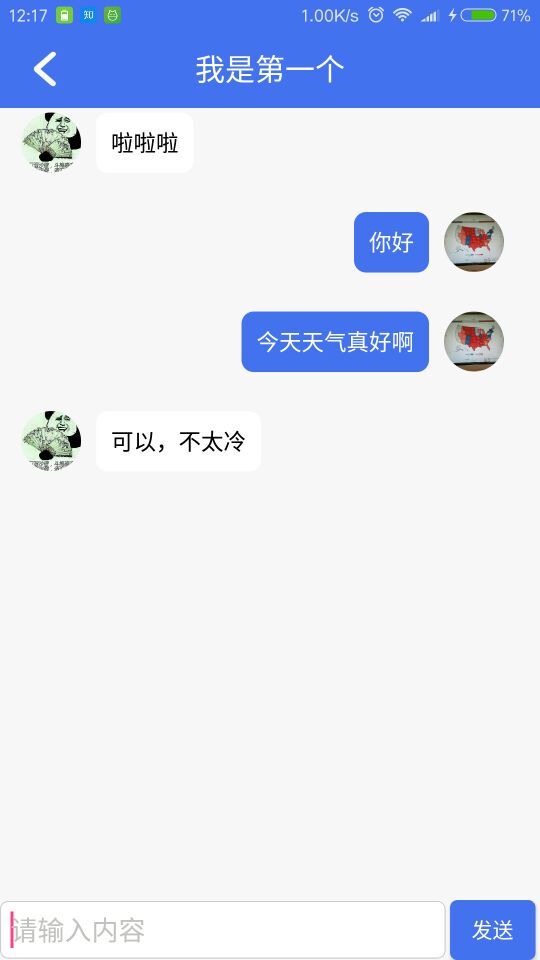 12:17
知
1.00K/s
71%
我是第一个
啦啦啦
你好
今天天气真好啊
可以，不太冷
请输入内容
发送